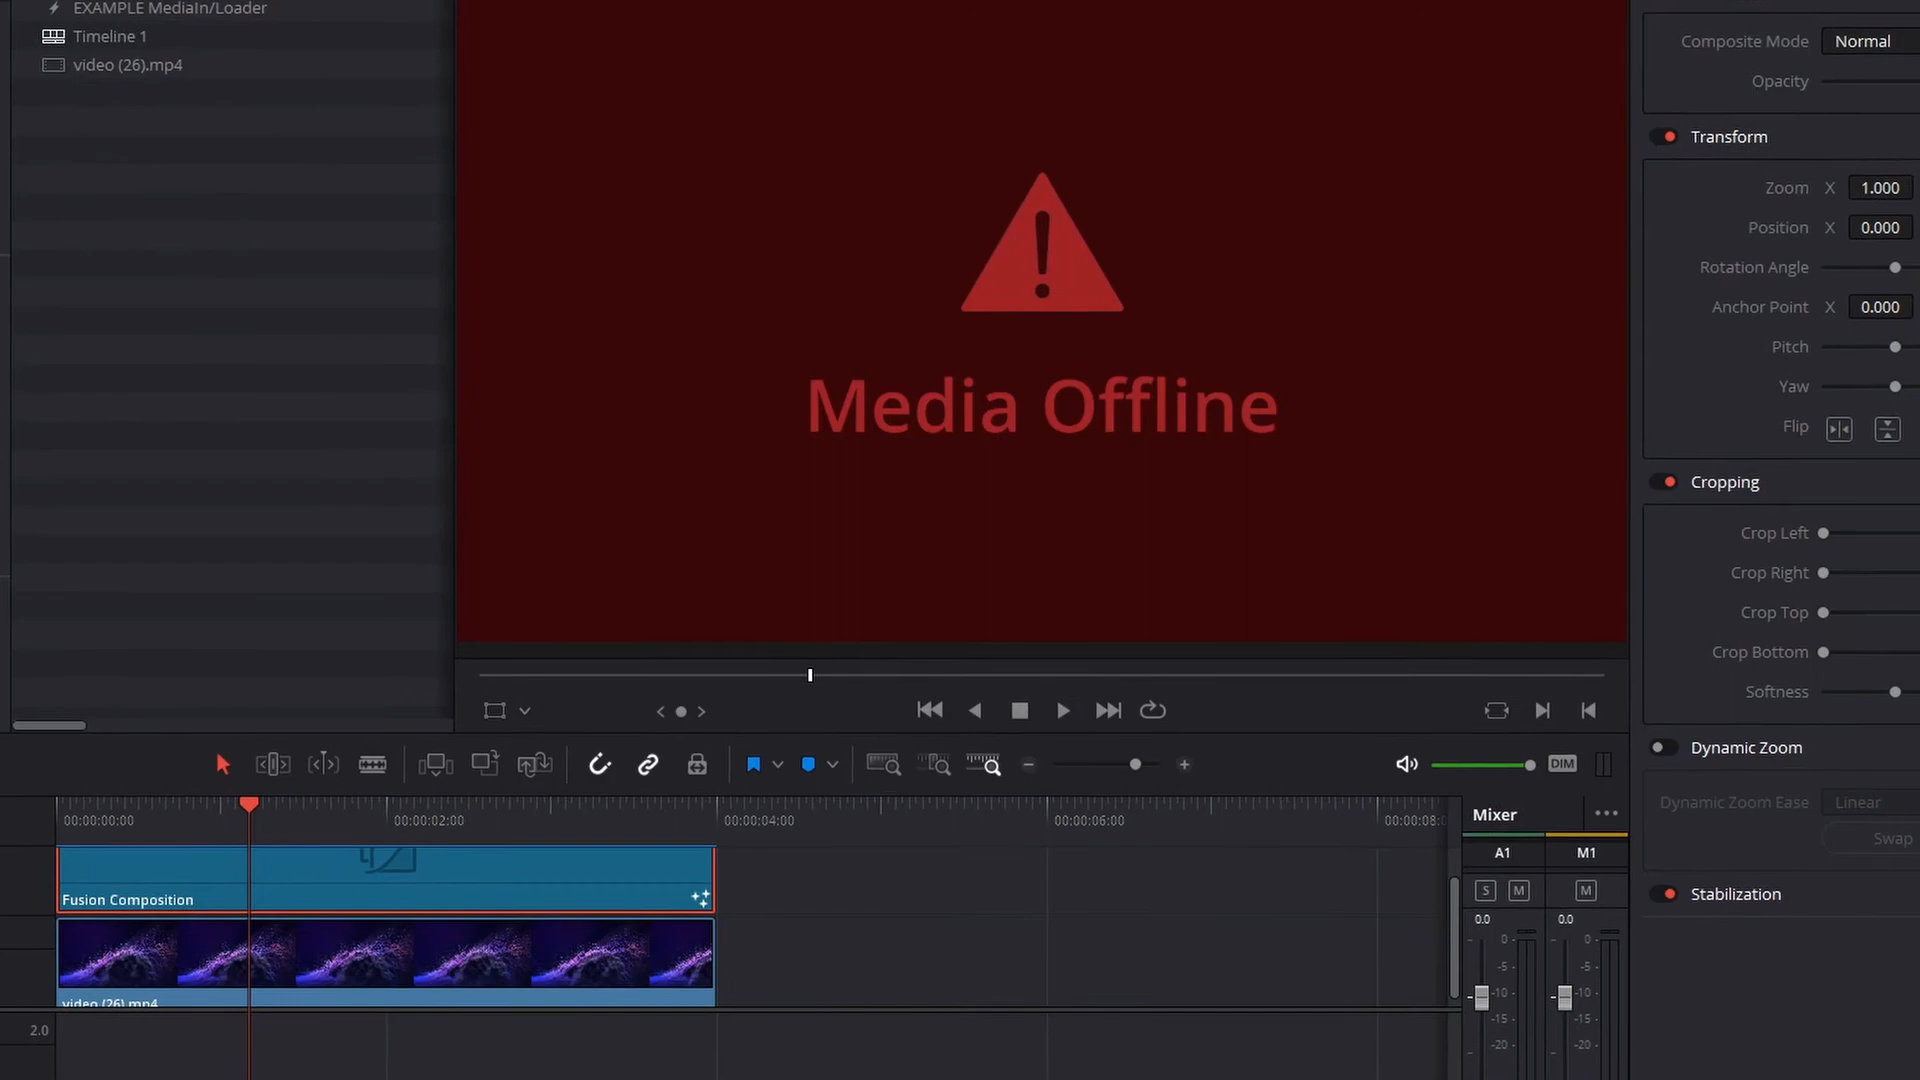 EXAMPLE MediaIn/Loader
Timeline 1
video (26).mp4
Media Offline
Composite Mode Normal
Opacity
Transform
Zoom X 1.000
Position X 0.000
Rotation Angle
Anchor Point X 0.000
Pitch
Yaw
Flip
Cropping
Crop Left
Crop Right
Crop Top
Crop Bottom
Softness
Dynamic Zoom
Dynamic Zoom Ease Linear
Swap
Stabilization
DIM
00:00:00:00 00:00:02:00 00:00:04:00 00:00:06:00 00:00:08:0
Fusion Composition
video (26).mp4
2.0
Mixer
A1 M1
S M M
0.0 0.0
0- 0-
-5- -5-
-10- -10-
-15- -15-
-20- -20-